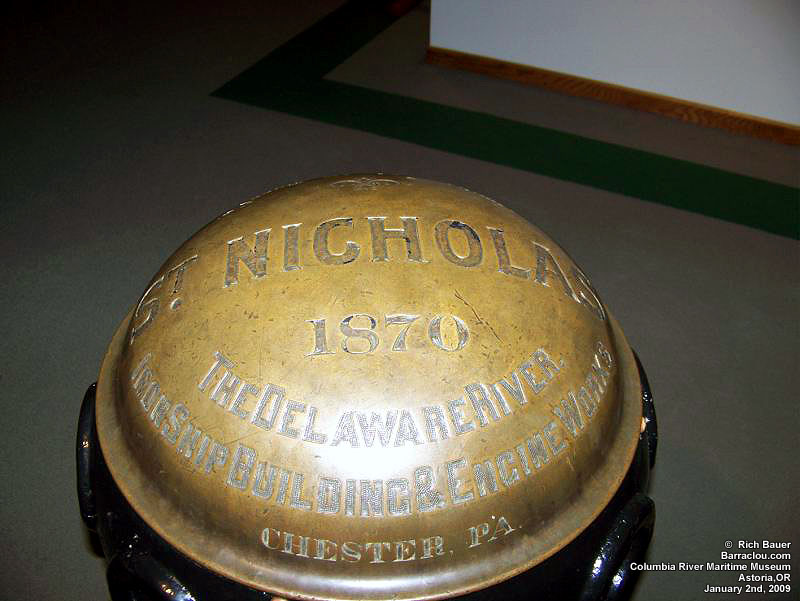 ST. NICHOLAS
1870
THE DELAWARE RIVER.
IRON SHIP BUILDING & ENGINE WORKS
CHESTER, PA.
© Rich Bauer
Barraclou.com
Columbia River Maritime Museum
Astoria,OR
January 2nd, 2009